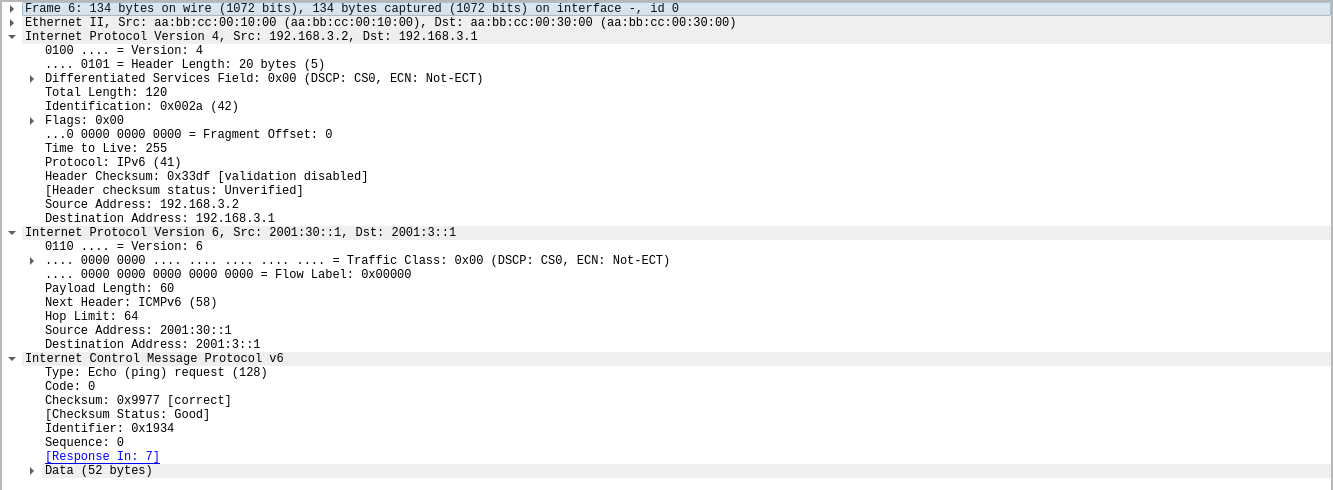 Frame 6: 134 bytes on wire (1072 bits), 134 bytes captured (1072 bits) on interface -, id 0
Ethernet II, Src: aa:bb:cc:00:10:00 (aa:bb:cc:00:10:00), Dst: aa:bb:cc:00:30:00 (aa:bb:cc:00:30:00)
Internet Protocol Version 4, Src: 192.168.3.2, Dst: 192.168.3.1
0100 .... = Version: 4
.... 0101 = Header Length: 20 bytes (5)
Differentiated Services Field: 0x00 (DSCP: CS0, ECN: Not-ECT)
Total Length: 120
Identification: 0x002a (42)
Flags: 0x00
...0 0000 0000 0000 = Fragment Offset: 0
Time to Live: 255
Protocol: IPv6 (41)
Header Checksum: 0x33df [validation disabled]
[Header checksum status: Unverified]
Source Address: 192.168.3.2
Destination Address: 192.168.3.1
Internet Protocol Version 6, Src: 2001:30::1, Dst: 2001:3::1
0110 .... = Version: 6
.... 0000 0000 .... .... .... .... .... = Traffic Class: 0x00 (DSCP: CS0, ECN: Not-ECT)
.... 0000 0000 0000 0000 0000 = Flow Label: 0x00000
Payload Length: 60
Next Header: ICMPv6 (58)
Hop Limit: 64
Source Address: 2001:30::1
Destination Address: 2001:3::1
Internet Control Message Protocol v6
Type: Echo (ping) request (128)
Code: 0
Checksum: 0x9977 [correct]
[Checksum Status: Good]
Identifier: 0x1934
Sequence: 0
[Response In: 7]
Data (52 bytes)